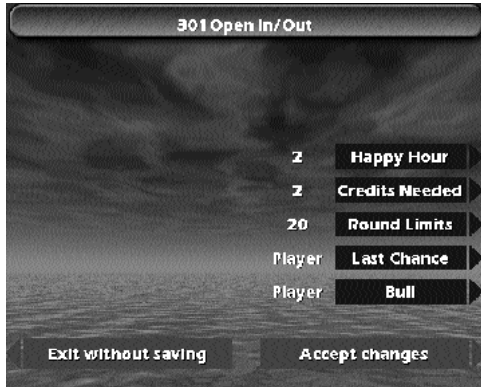 301 Open In/Out
2 Happy Hour
2 Credits Needed
20 Round Limits
Player Last Chance
Player Bull
Exit without saving Accept changes